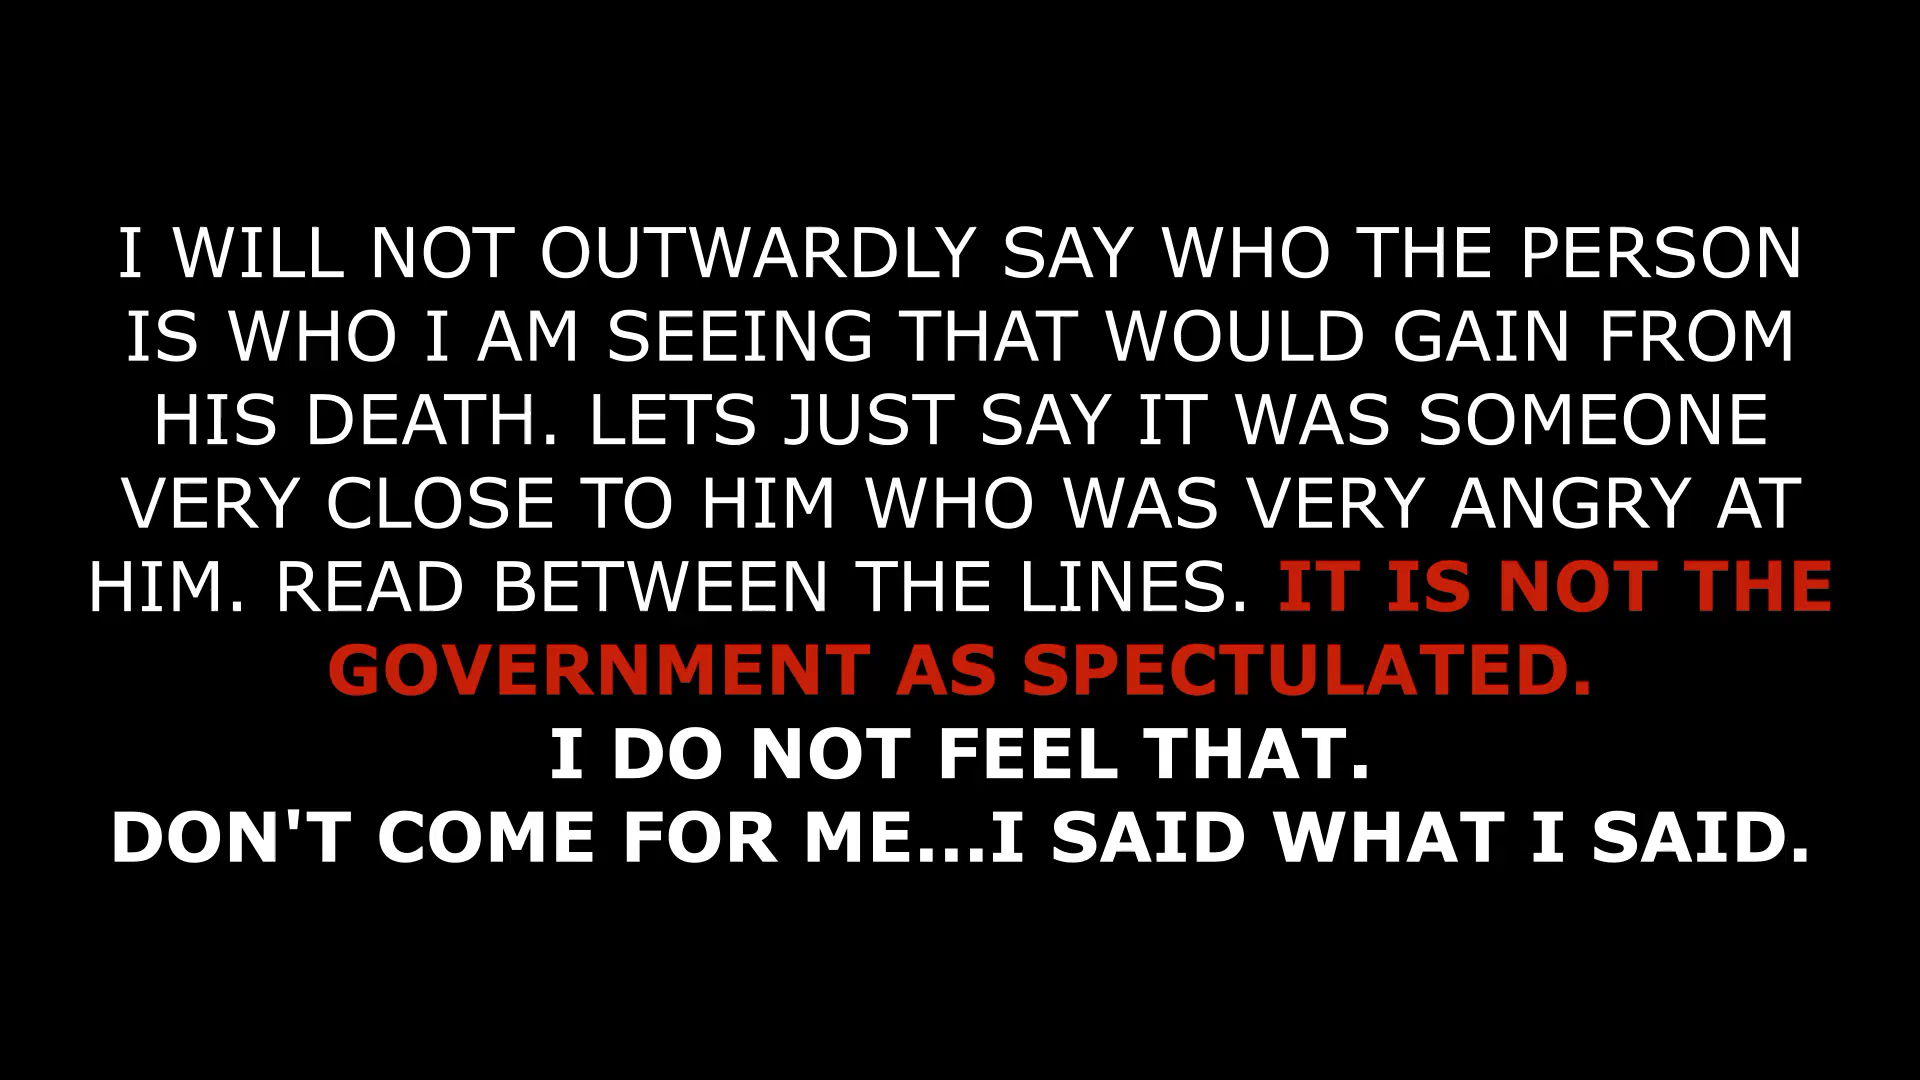 I WILL NOT OUTWARDLY SAY WHO THE PERSON
IS WHO I AM SEEING THAT WOULD GAIN FROM
HIS DEATH. LETS JUST SAY IT WAS SOMEONE
VERY CLOSE TO HIM WHO WAS VERY ANGRY AT
HIM. READ BETWEEN THE LINES. IT IS NOT THE
GOVERNMENT AS SPECTULATED.
I DO NOT FEEL THAT.
DON'T COME FOR ME...I SAID WHAT I SAID.